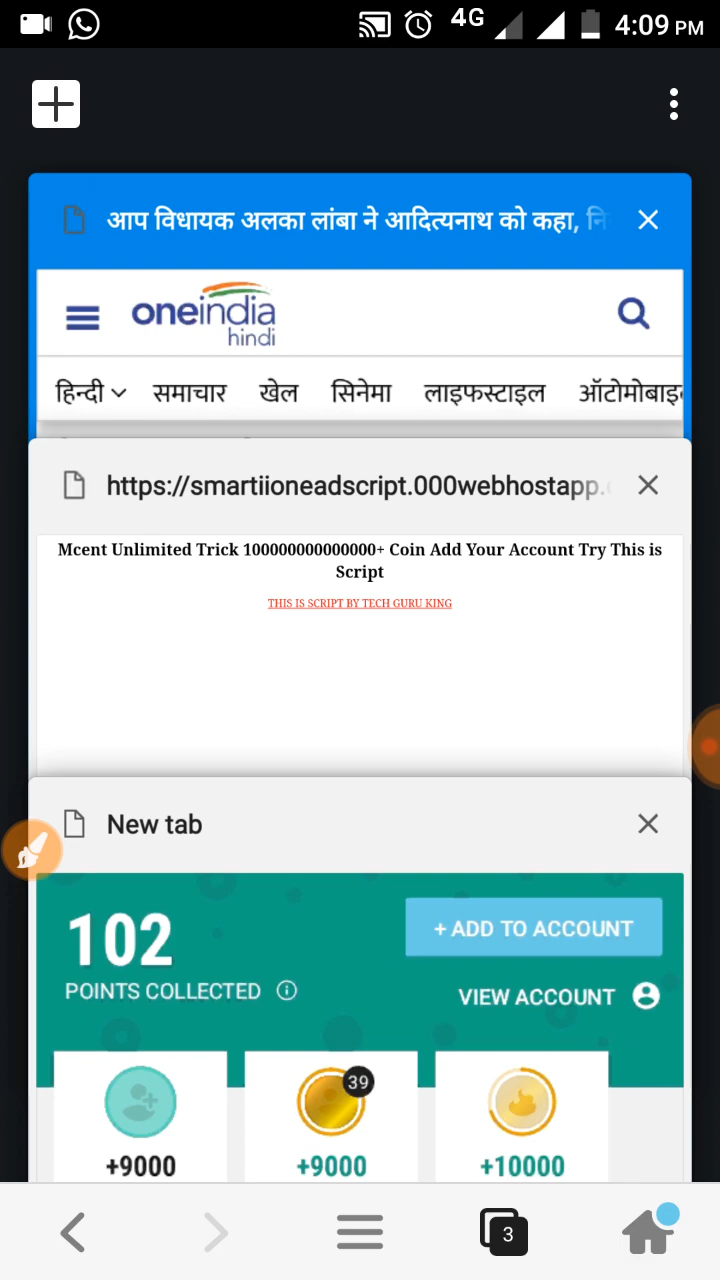 4G 4:09 PM
आप विधायक अलका लांबा ने आदित्यनाथ को कहा,
oneindia
hindi
हिन्दी समाचार खेल सिनेमा लाइफस्टाइल ऑटोमोबाइ
https://smartiioneadscript.000webhostapp.
Mcent Unlimited Trick 100000000000000+ Coin Add Your Account Try This is
Script
THIS IS SCRIPT BY TECH GURU KING
New tab
102
+ ADD TO ACCOUNT
POINTS COLLECTED
VIEW ACCOUNT
39
+9000 +9000 +10000
3